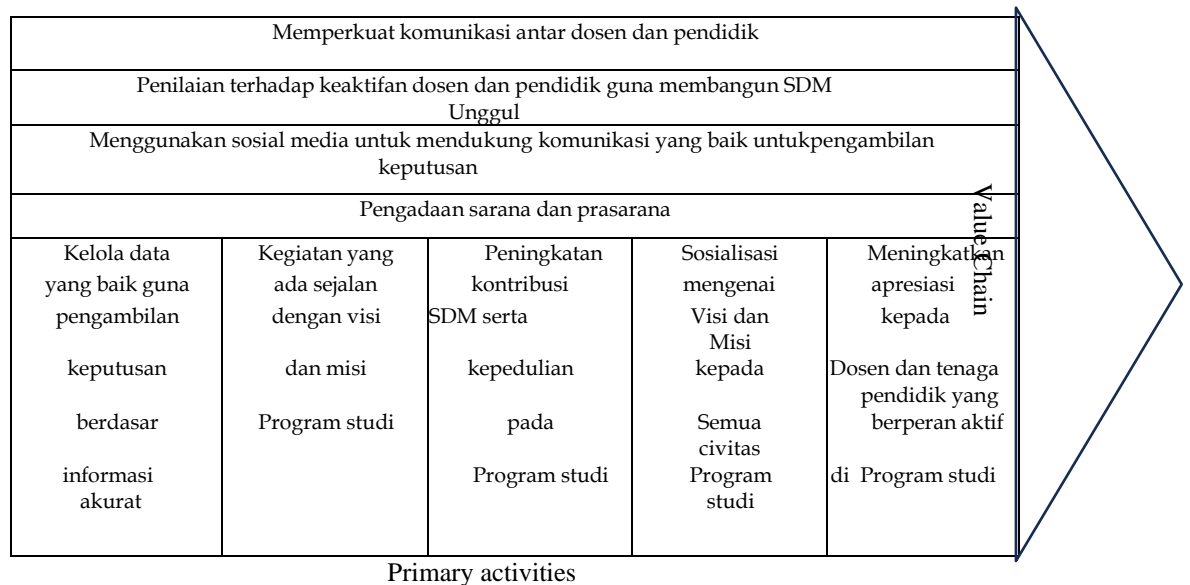 Memperkuat komunikasi antar dosen dan pendidik
Penilaian terhadap keaktifan dosen dan pendidik guna membangun SDM
Unggul
Menggunakan sosial media untuk mendukung komunikasi yang baik untukpengambilan
keputusan
Pengadaan sarana dan prasarana
Kelola data
yang baik guna
pengambilan
keputusan
berdasar
informasi
akurat
Kegiatan yang
ada sejalan
dengan visi
dan misi
Program studi
Peningkatan
kontribusi
SDM serta
kepedulian
pada
Program studi
Sosialisasi
mengenai
Visi dan
Misi
kepada
Semua
civitas
Program
studi
Meningkatkan
apresiasi
kepada
Dosen dan tenaga
pendidik yang
berperan aktif
di Program studi
Value Chain
Primary activities